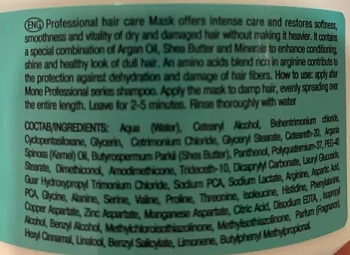 ENG Professional hair care Mask offers intense care and restores softness,
smoothness and vitality of dry and damaged hair without making it heavier. It contains
a special combination of Argan Oil, Shea Butter and Minerals to enhance conditioning,
shine and healthy look of dull hair. An amino acids blend rich in arginine contribute to
the protection against dehydration and damage of hair fibers. How to use: apply after
Mone Professional series shampoo. Apply the mask to damp hair, evenly spreading over
the entire length. Leave for 2-5 minutes. Rinse thoroughly with water
СОСТАВ/INGREDIENTS: Aqua (Water), Cetearyl Alcohol, Behentrimonium chloride,
Cyclopentasiloxane, Glycerin, Cetrimonium Chloride, Glyceryl Stearate, Ceteareth-20, Argania
Spinosa (Kernel) Oil, Butyrospermum Parkii (Shea Butter), Panthenol, Polyquaternium-37, PEG-40
Stearate, Dimethiconol, Amodimethicone, Trideceth-10, Dicaprylyl Carbonate, Lauryl Glucoside,
Guar Hydroxypropyl Trimonium Chloride, Sodium PCA, Sodium Lactate, Arginine, Aspartic Acid,
PCA, Glycine, Alanine, Serine, Valine, Proline, Threonine, Isoleucine, Histidine, Phenylalanine,
Copper Aspartate, Zinc Aspartate, Manganese Aspartate, Citric Acid, Disodium EDTA, Isopropyl
Alcohol, Benzyl Alcohol, Methylchloroisothiazolinone, Methylisothiazolinone, Parfum (Fragrance),
Hexyl Cinnamal, Linalool, Benzyl Salicylate, Limonene, Butylphenyl Methylpropional.